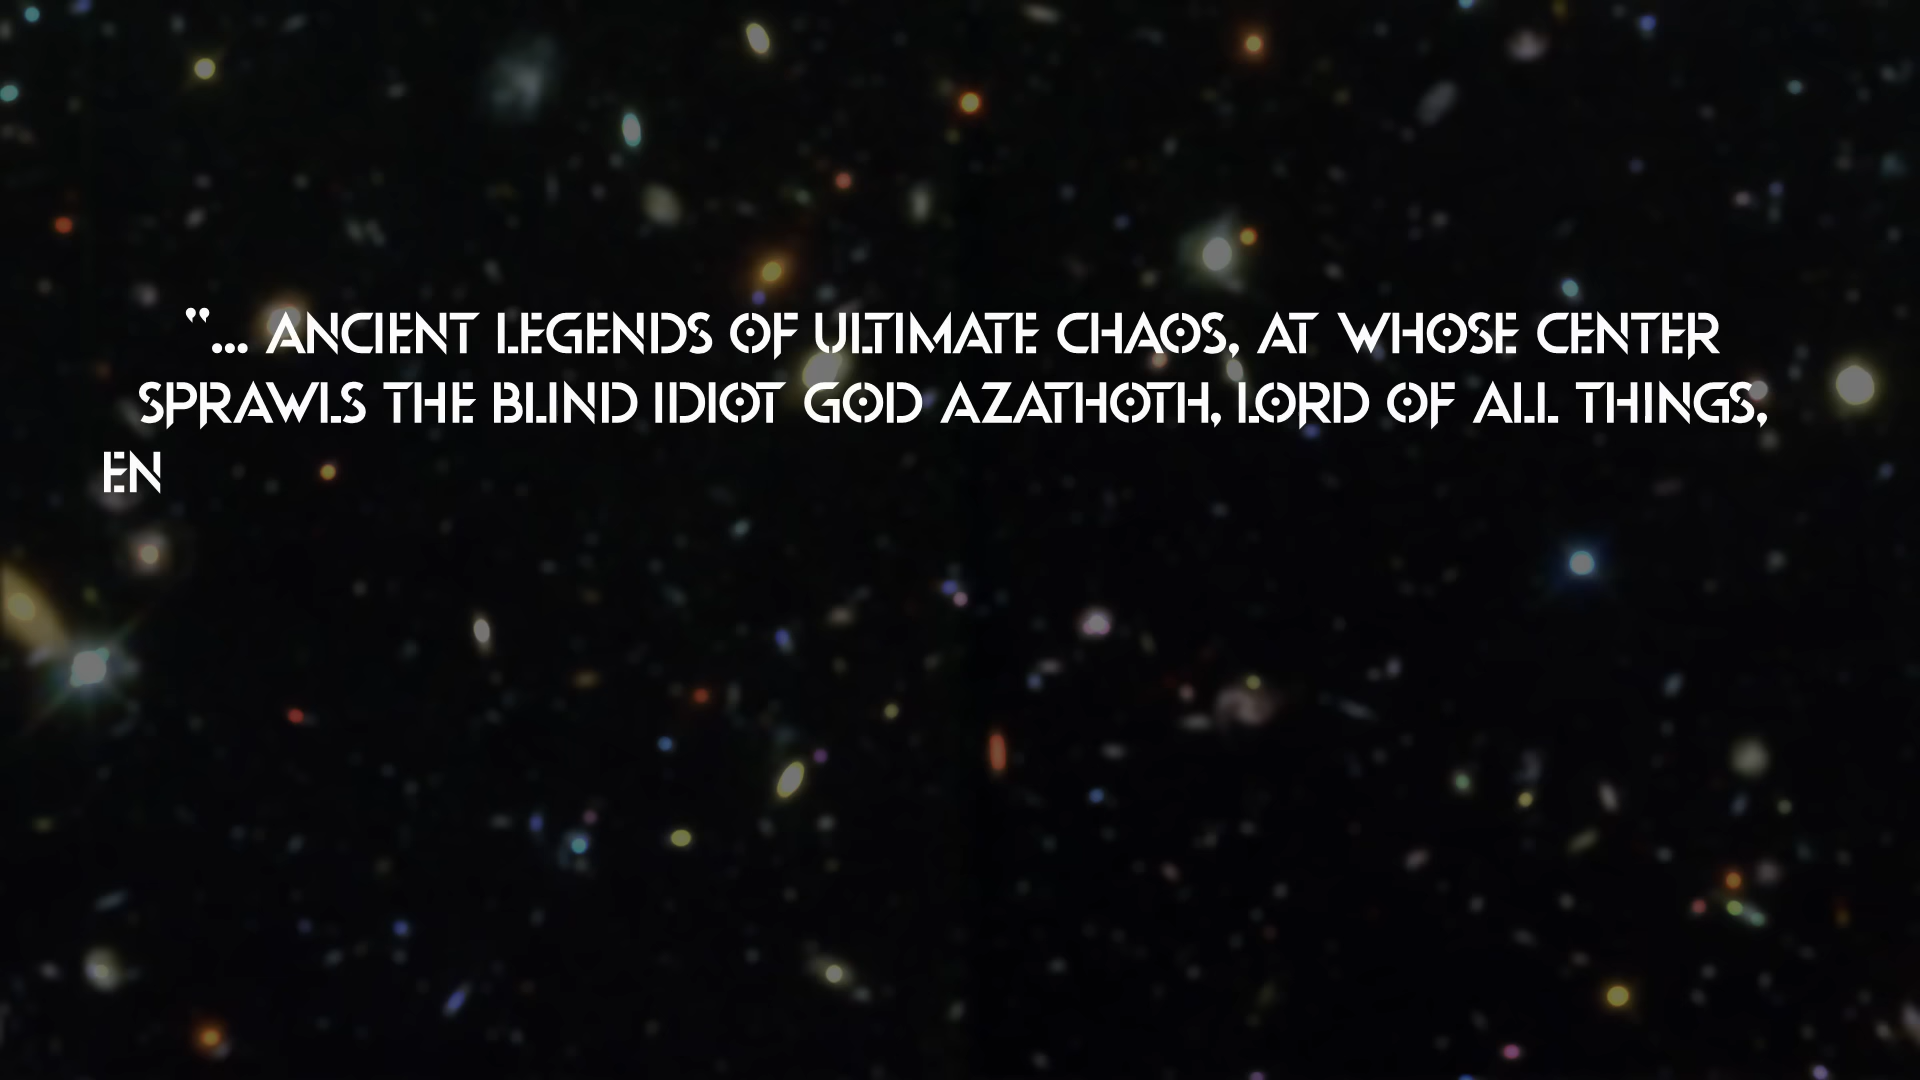 “... ANCIENT LEGENDS OF ULTIMATE CHAOS, AT WHOSE CENTER
SPRAWLS THE BLIND IDIOT GOD AZATHOTH, LORD OF ALL THINGS,
EN